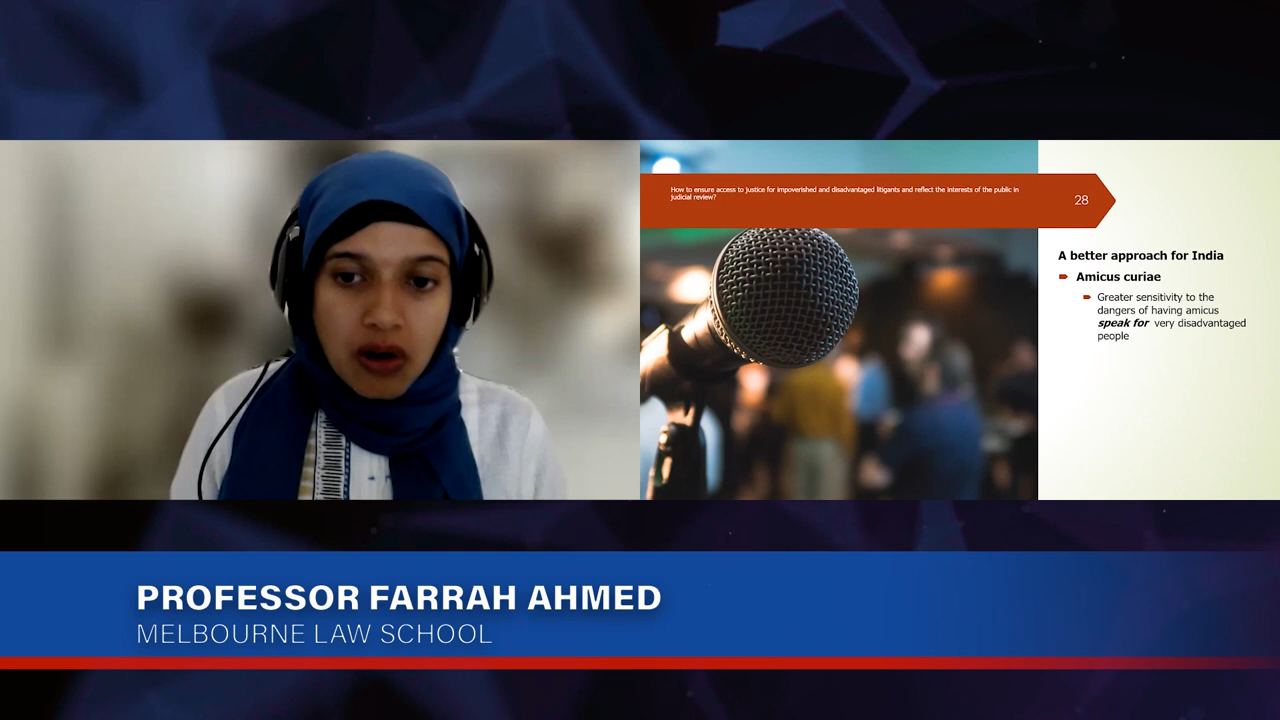 How to ensure access to justice for impoverished and disadvantaged litigants and reflect the interests of the public in
judicial review?
28
A better approach for India
Amicus curiae
Greater sensitivity to the
dangers of having amicus
speak for very disadvantaged
people
PROFESSOR FARRAH AHMED
MELBOURNE LAW SCHOOL